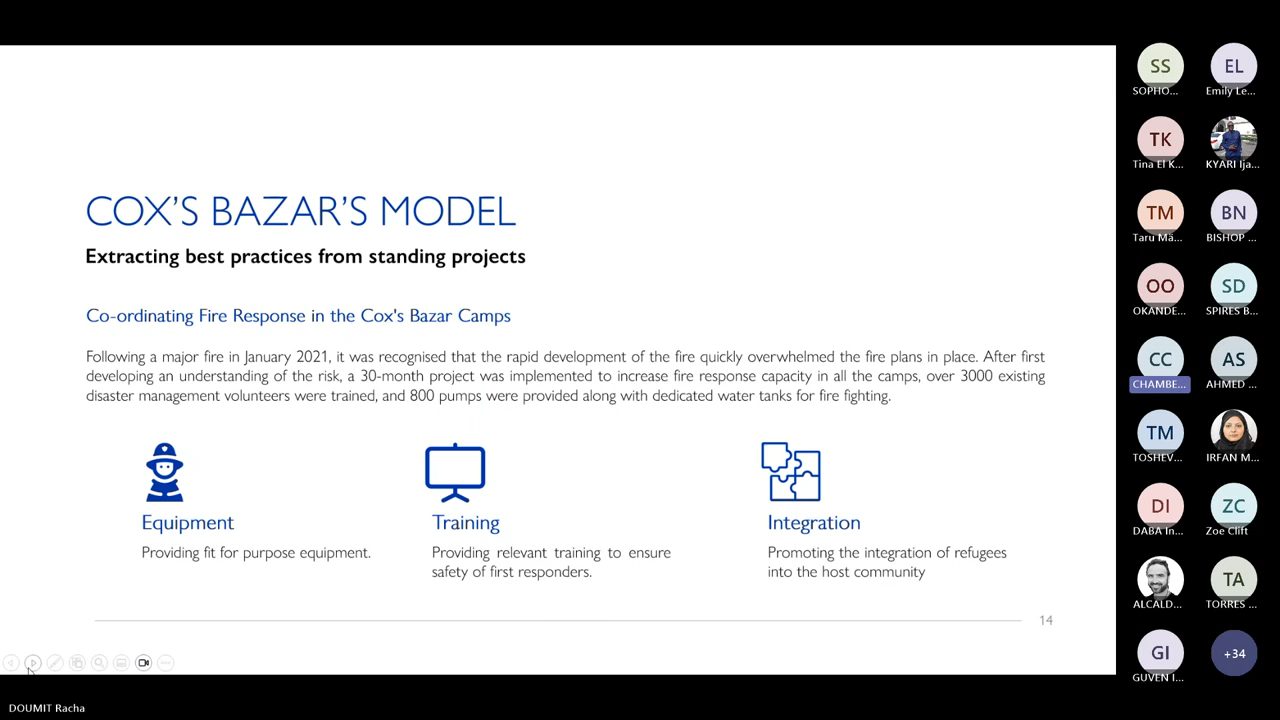 COX'S BAZAR'S MODEL
Extracting best practices from standing projects
Co-ordinating Fire Response in the Cox's Bazar Camps
Following a major fire in January 2021, it was recognised that the rapid development of the fire quickly overwhelmed the fire plans in place. After first
developing an understanding of the risk, a 30-month project was implemented to increase fire response capacity in all the camps, over 3000 existing
disaster management volunteers were trained, and 800 pumps were provided along with dedicated water tanks for fire fighting.
Equipment
Providing fit for purpose equipment.
Training
Providing relevant training to ensure
safety of first responders.
Integration
Promoting the integration of refugees
into the host community
14
SS
SOPHO...
EL
Emily Le...
TK
Tina El K...
KYARI Ija...
TM
Taru Mä...
BN
BISHOP ...
OO
OKANDE...
SD
SPIRES B...
CC
CHAMBE...
AS
AHMED ...
TM
TOSHEV...
IRFAN M...
DI
DABA In...
ZC
Zoe Clift
ALCALD...
TA
TORRES ...
GI
GUVEN I...
+34
DOUMIT Racha